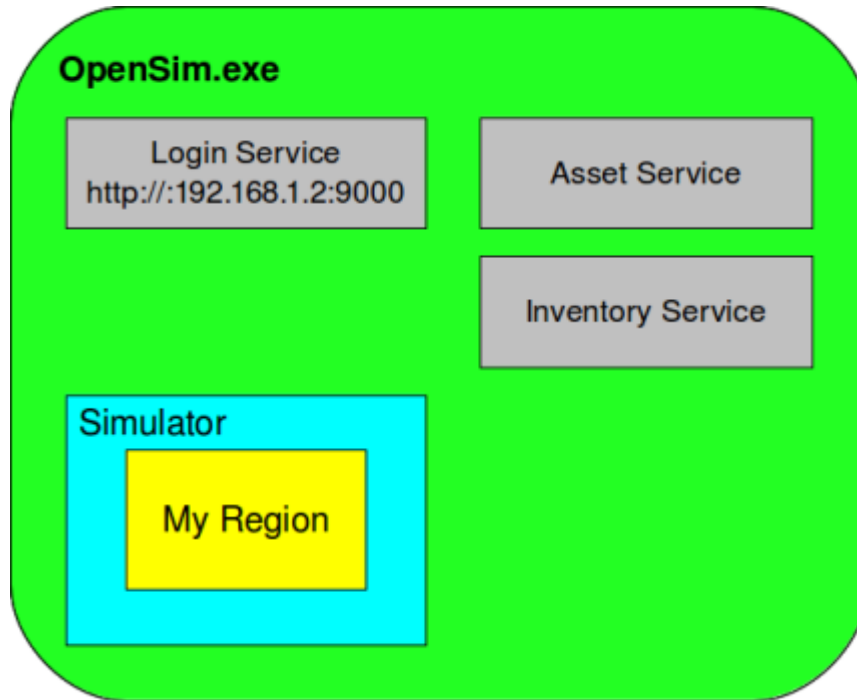 OpenSim.exe
Login Service
http://:192.168.1.2:9000
Asset Service
Inventory Service
Simulator
My Region